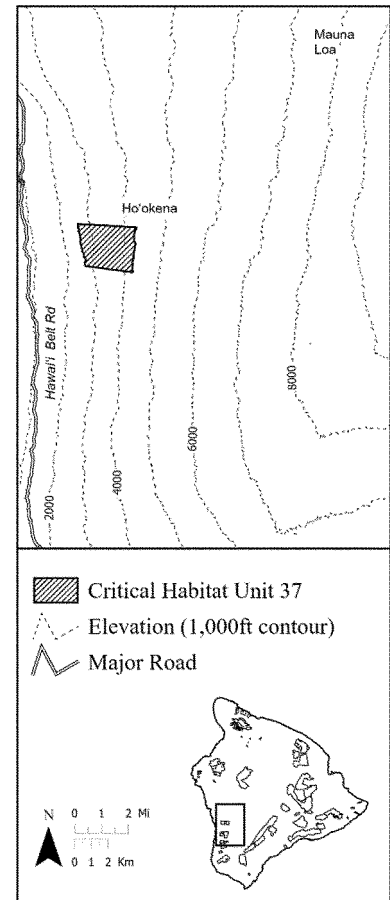 Mauna
Loa
Ho'okena
Hawai'i Belt Rd
8000
6000
4000
2000
Critical Habitat Unit 37
Elevation (1,000ft contour)
Major Road
N
0 1 2 Mi
0 1 2 Km